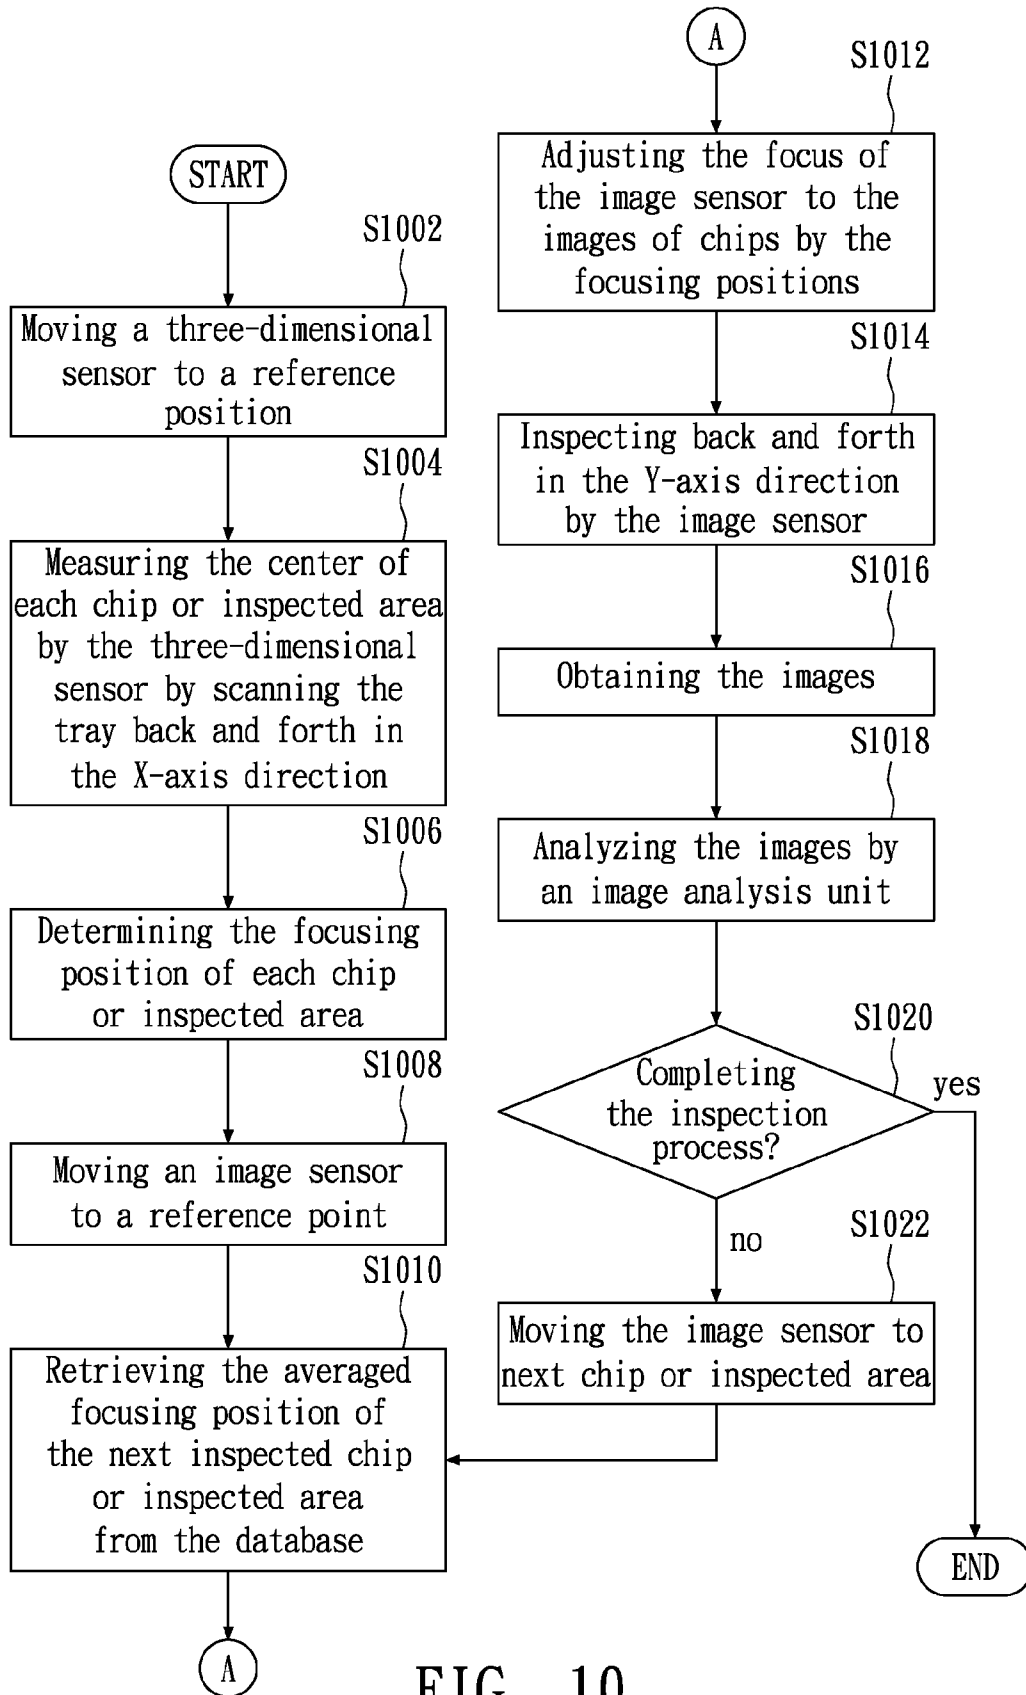 START
S1002
Moving a three-dimensional
sensor to a reference
position
S1004
Measuring the center of
each chip or inspected area
by the three-dimensional
sensor by scanning the
tray back and forth in
the X-axis direction
S1006
Determining the focusing
position of each chip
or inspected area
S1008
Moving an image sensor
to a reference point
S1010
Retrieving the averaged
focusing position of
the next inspected chip
or inspected area
from the database
A
A
S1012
Adjusting the focus of
the image sensor to the
images of chips by the
focusing positions
S1014
Inspecting back and forth
in the Y-axis direction
by the image sensor
S1016
Obtaining the images
S1018
Analyzing the images by
an image analysis unit
S1020
Completing
the inspection
process?
yes
no
S1022
Moving the image sensor to
next chip or inspected area
END
FIG. 10